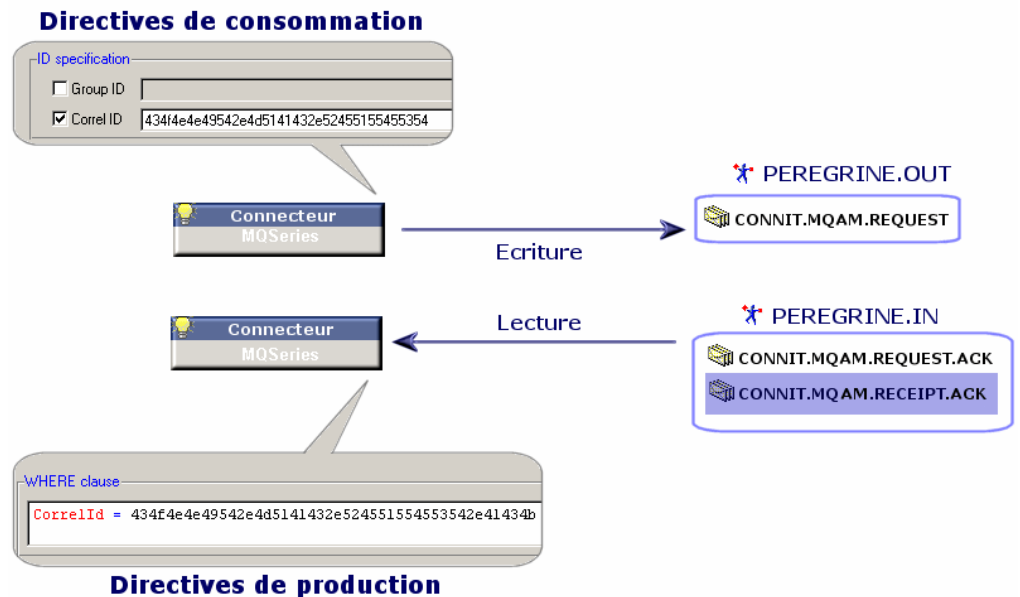 Directives de consommation
ID specification
Group ID
Correl ID 434f4e4e49542e4d5141432e52455155455354
Connecteur
MQSeries
Ecriture
PEREGRINE.OUT
CONNIT.MQAM.REQUEST
Connecteur
MQSeries
Lecture
PEREGRINE.IN
CONNIT.MQAM.REQUEST.ACK
CONNIT.MQAM.RECEIPT.ACK
WHERE clause
CorrelId = 434f4e4e49542e4d5141432e524551554553542e41434b
Directives de production